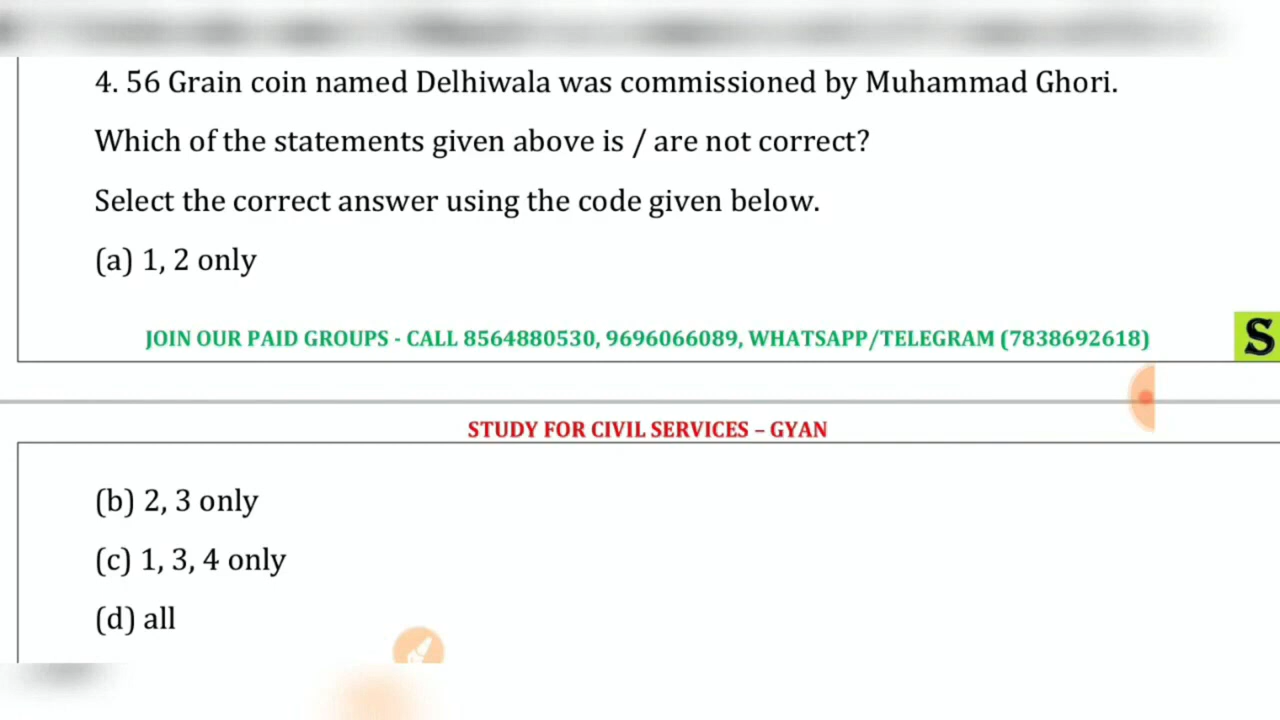 4. 56 Grain coin named Delhiwala was commissioned by Muhammad Ghori.
Which of the statements given above is / are not correct?
Select the correct answer using the code given below.
(a) 1, 2 only
JOIN OUR PAID GROUPS - CALL 8564880530, 9696066089, WHATSAPP/TELEGRAM (7838692618)
S
STUDY FOR CIVIL SERVICES – GYAN
(b) 2, 3 only
(c) 1, 3, 4 only
(d) all